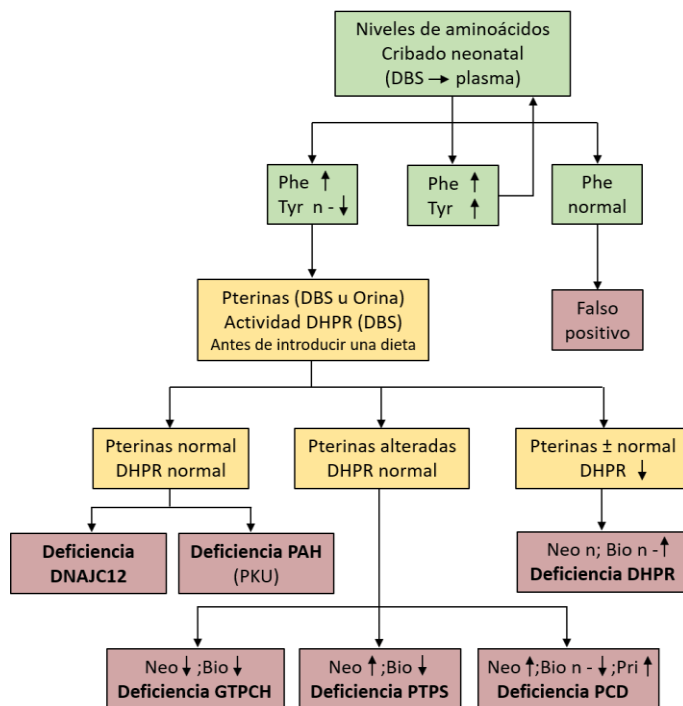 Niveles de aminoácidos
Cribado neonatal
(DBS → plasma)
Phe ↑
Tyr n - ↓
Phe ↑
Tyr ↑
Phe
normal
Pterinas (DBS u Orina)
Actividad DHPR (DBS)
Antes de introducir una dieta
Falso
positivo
Pterinas normal
DHPR normal
Pterinas alteradas
DHPR normal
Pterinas ± normal
DHPR ↓
Deficiencia
DNAJC12
Deficiencia PAH
(PKU)
Neo n; Bio n -↑
Deficiencia DHPR
Neo ↓;Bio ↓
Deficiencia GTPCH
Neo ↑;Bio ↓
Deficiencia PTPS
Neo ↑;Bio n - ↓;Pri ↑
Deficiencia PCD